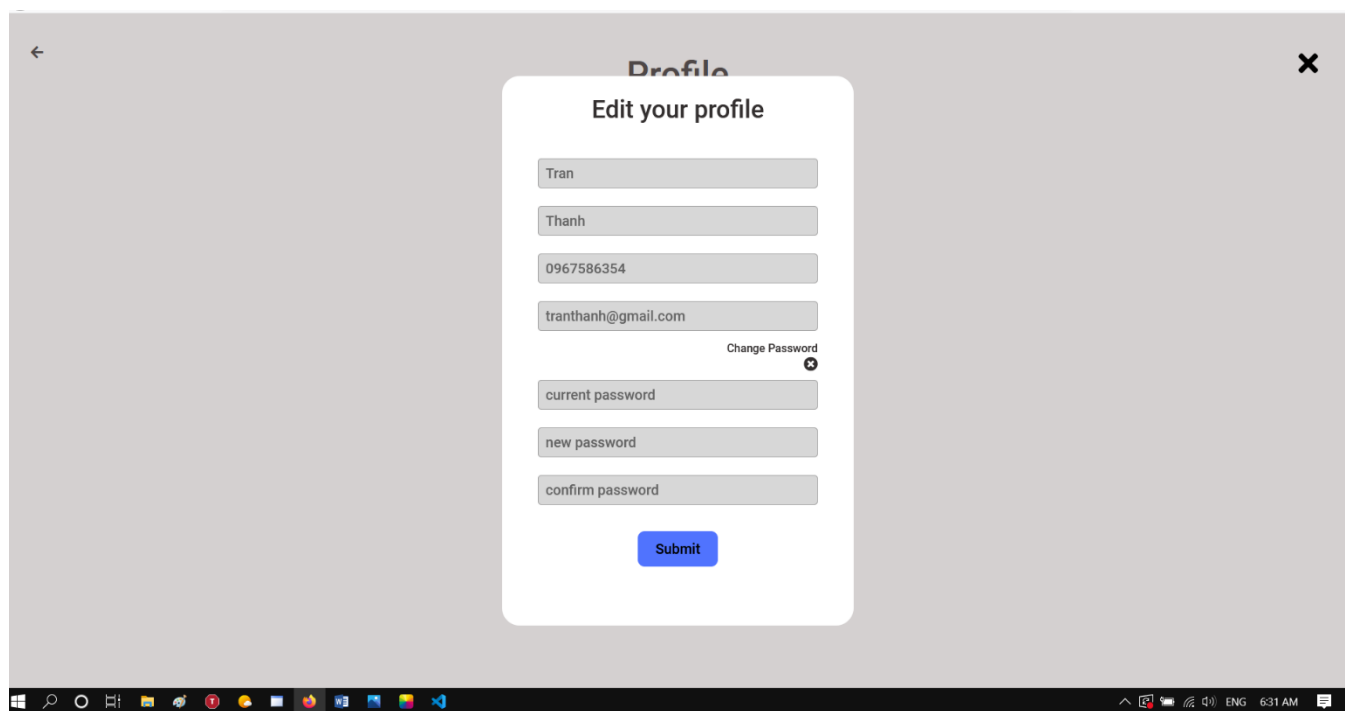 Profile
Edit your profile
Tran
Thanh
0967586354
tranthanh@gmail.com
Change Password
current password
new password
confirm password
Submit
ENG 6:31 AM